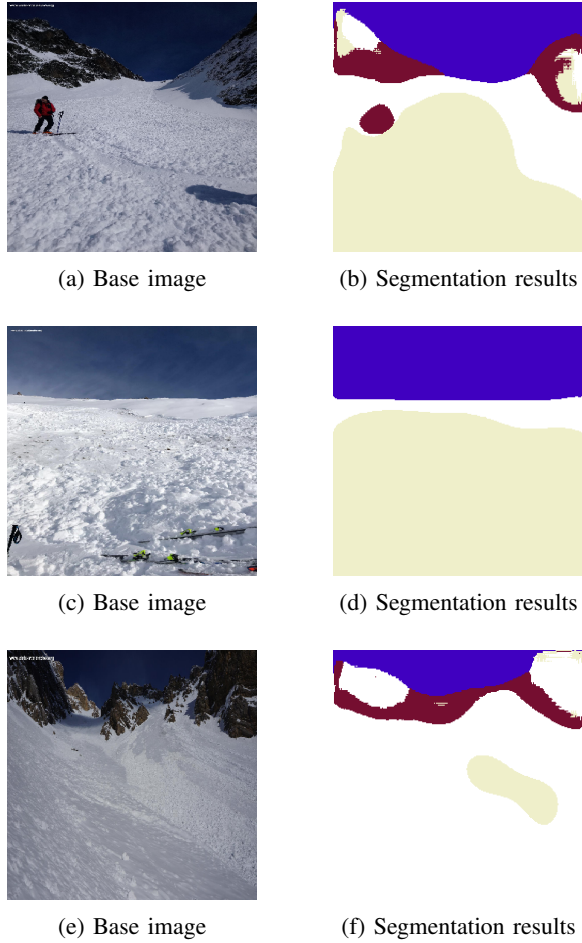 (a) Base image
(b) Segmentation results
(c) Base image
(d) Segmentation results
(e) Base image
(f) Segmentation results